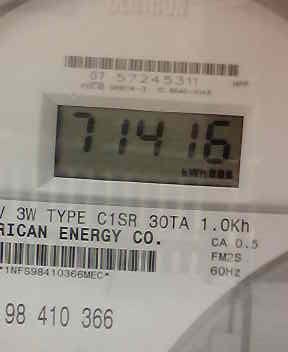 07 57245311
71416
kWh
V 3W TYPE C1SR 30TA 1.0Kh
RICAN ENERGY CO.
CA 0.5
FM2S
60Hz
*1NFS98410366MEC*
98 410 366